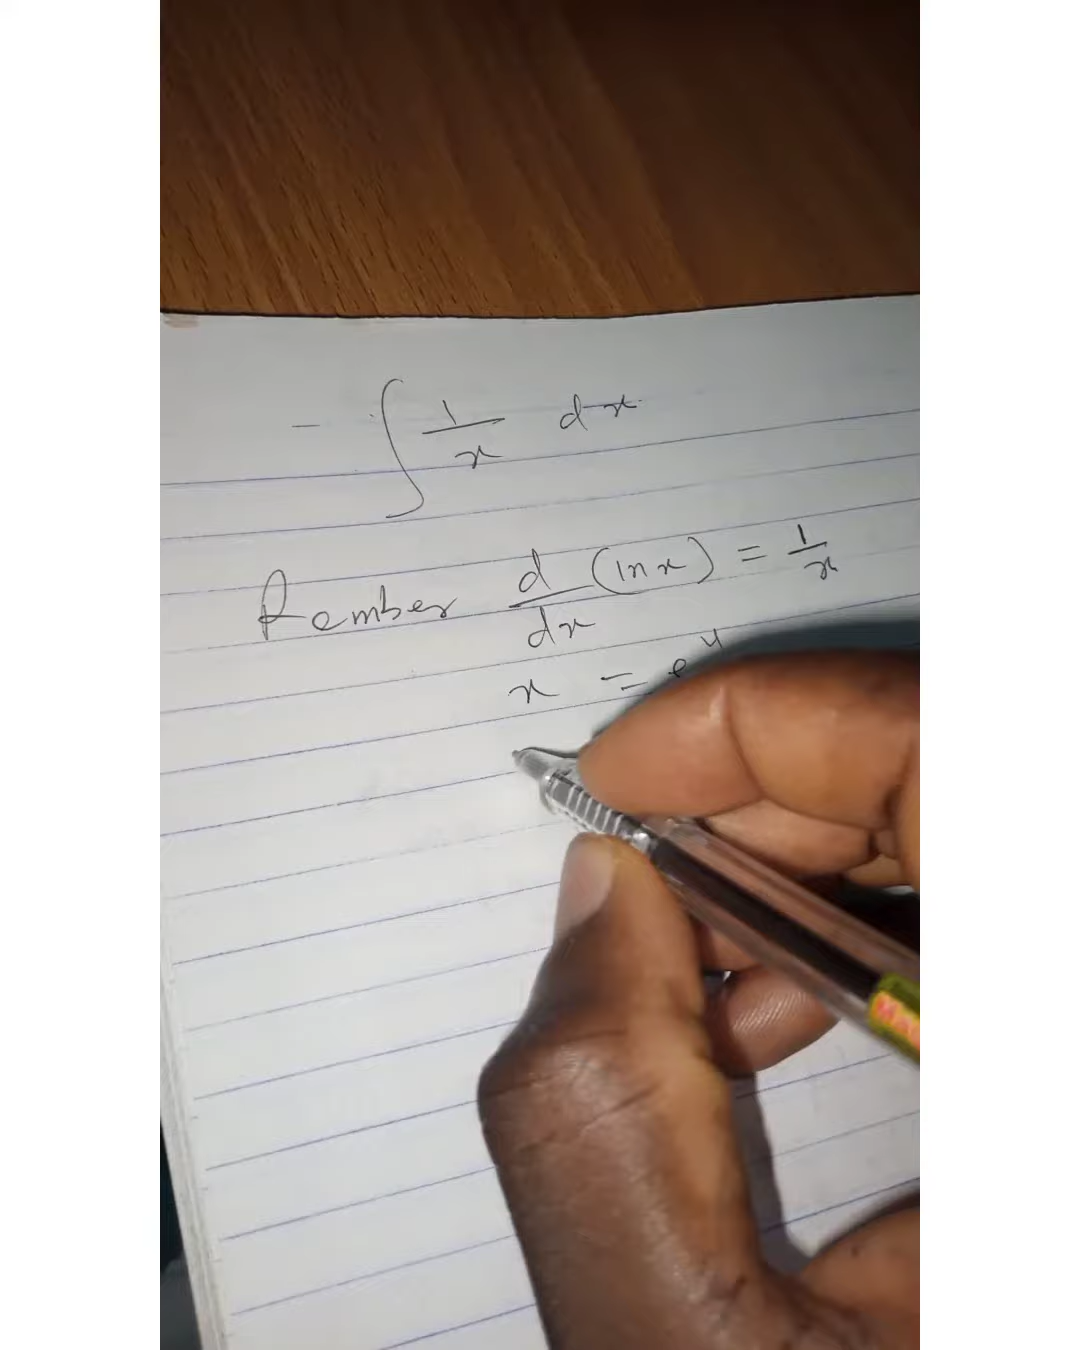 - ∫ 1/x dx
Rember d/dx (ln x) = 1/x
x = e^y